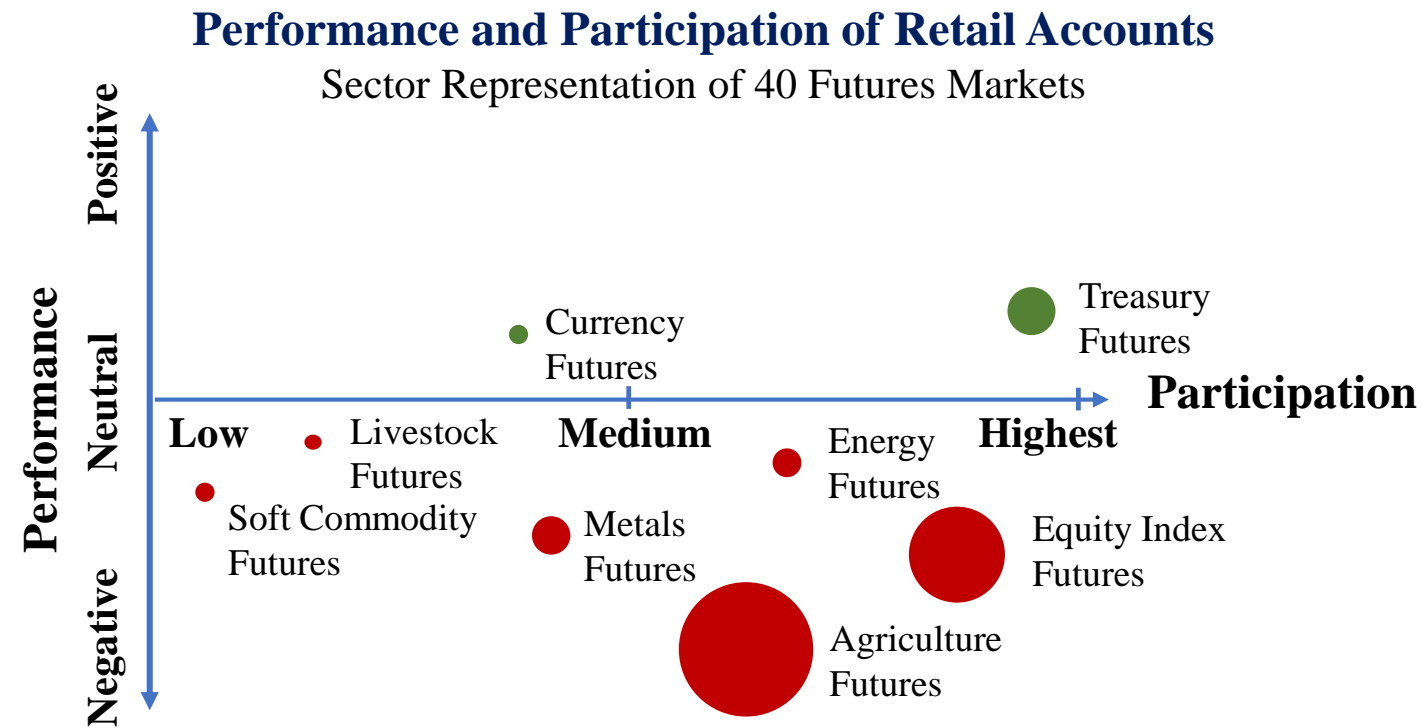 Performance and Participation of Retail Accounts
Sector Representation of 40 Futures Markets
Positive
Neutral
Negative
Performance
Treasury
Futures
Currency
Futures
Participation
Low
Medium
Highest
Livestock
Futures
Energy
Futures
Soft Commodity
Futures
Metals
Futures
Equity Index
Futures
Agriculture
Futures